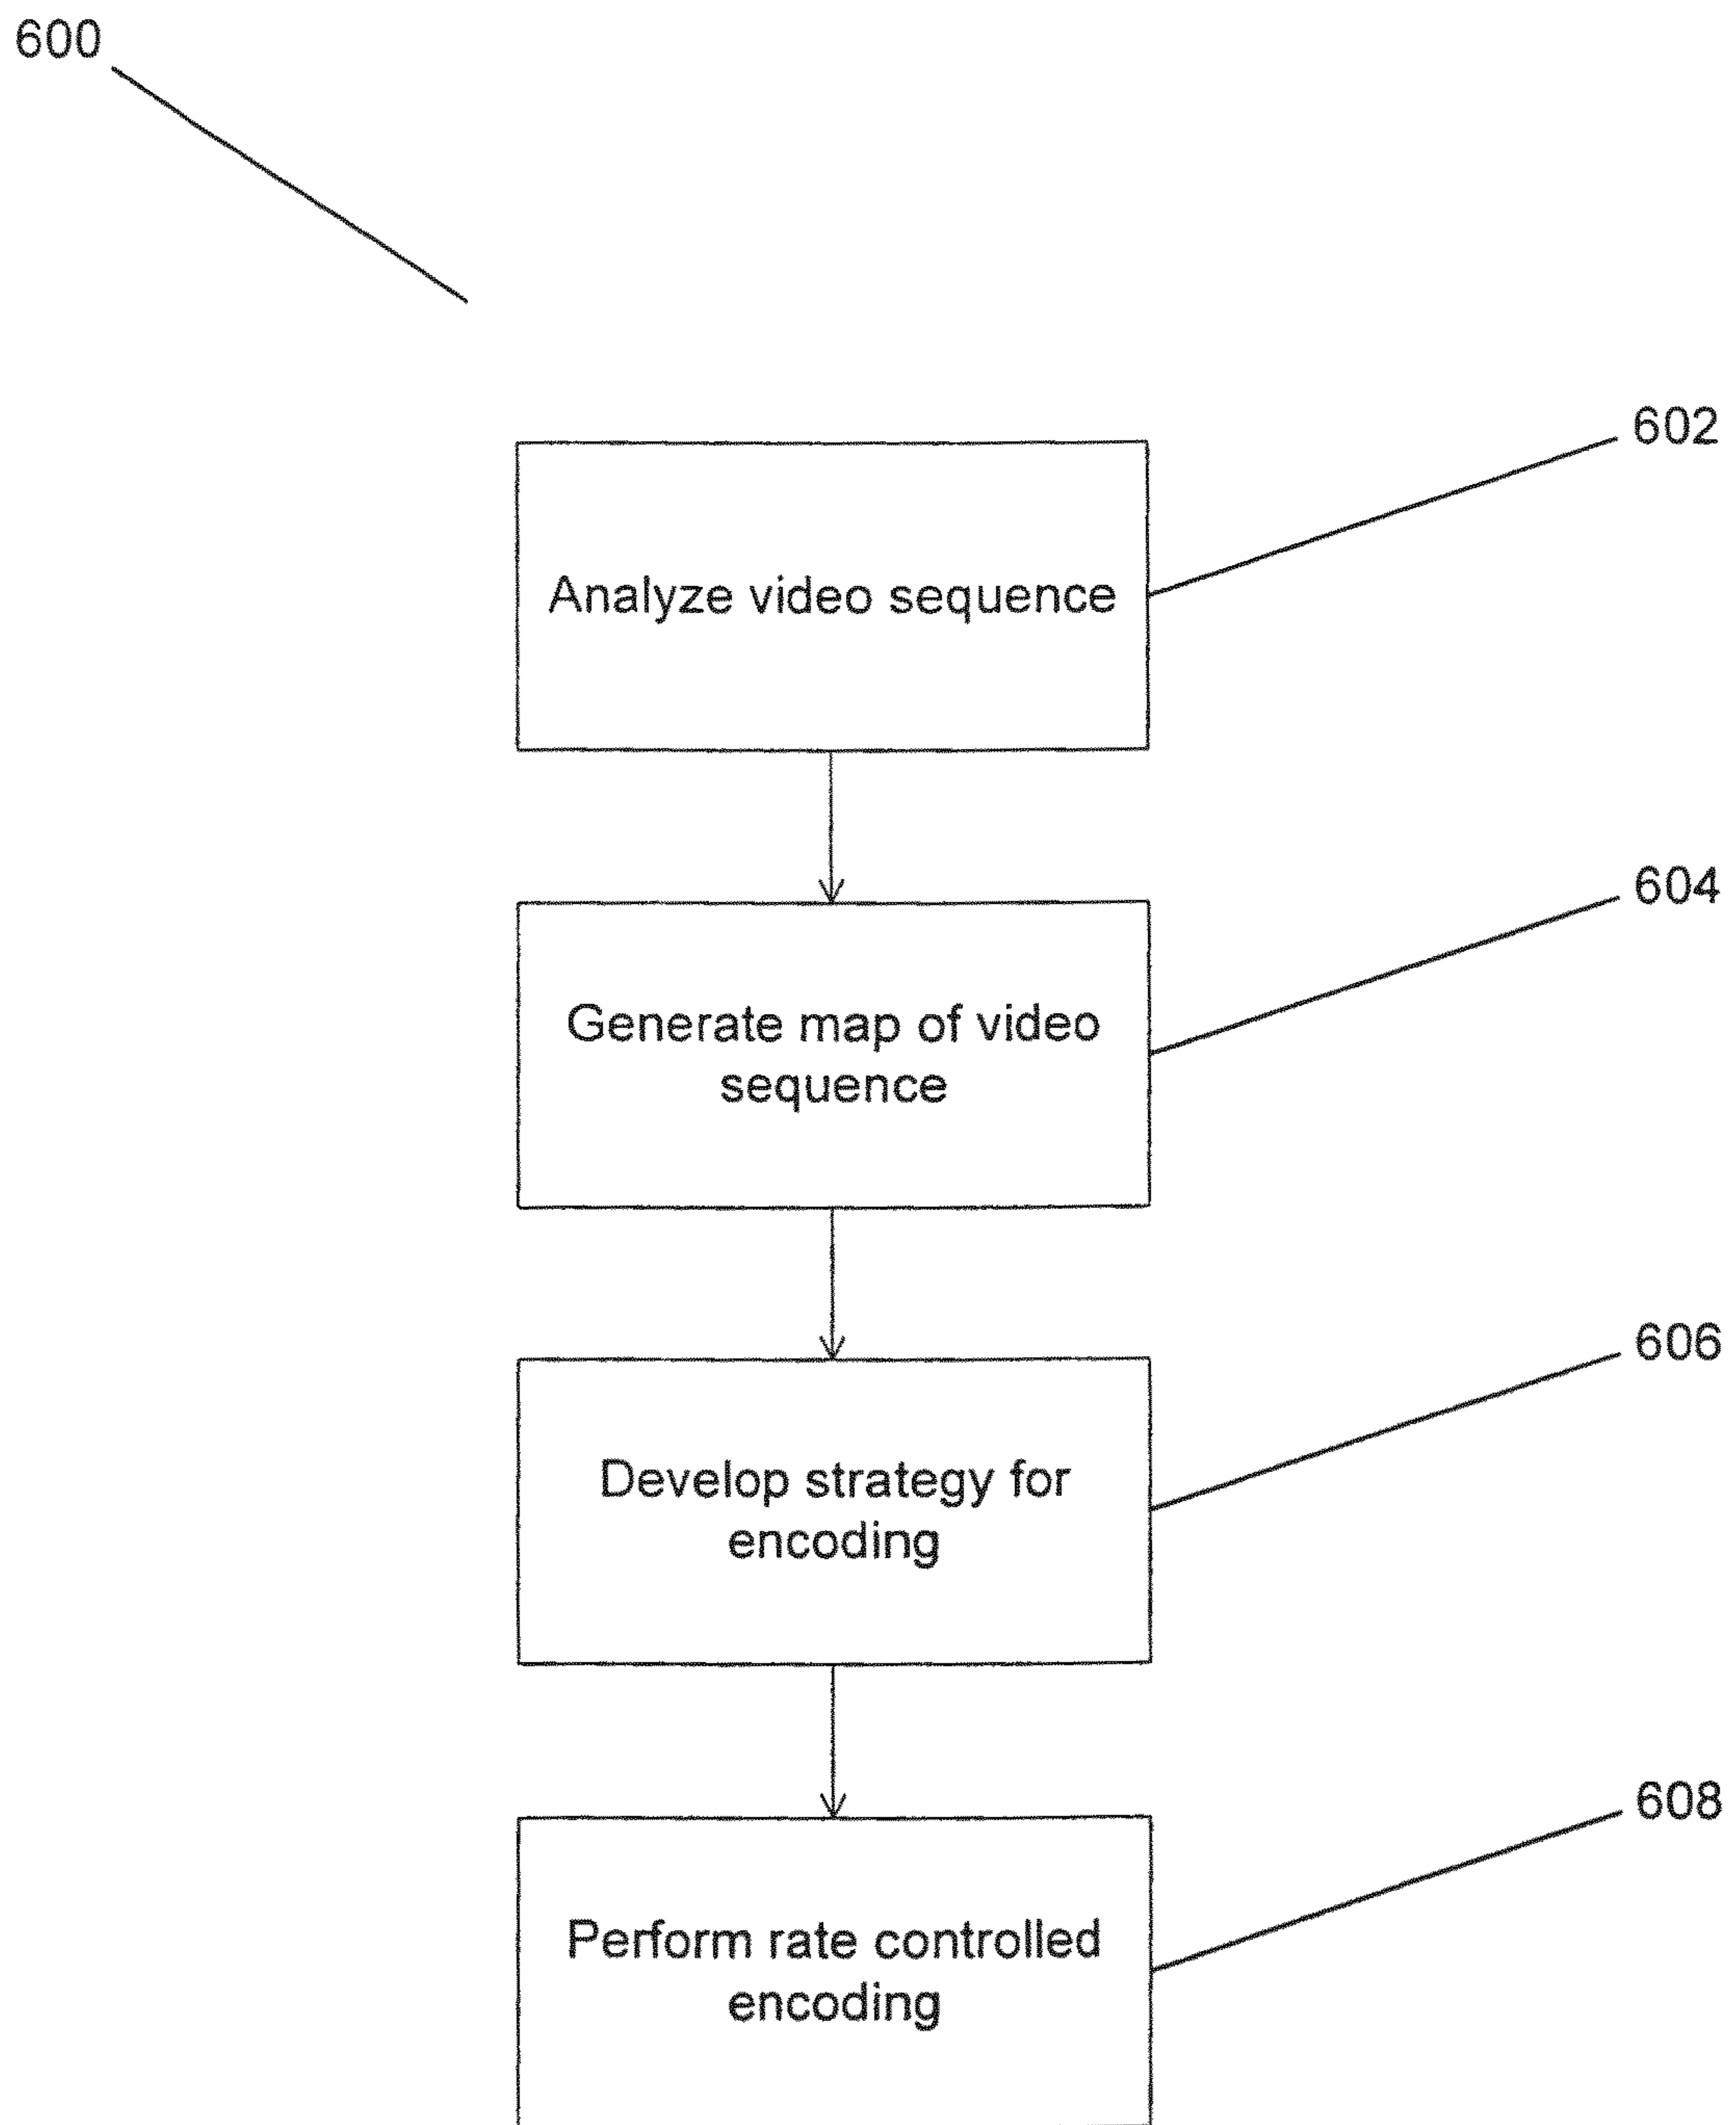 600
602
Analyze video sequence
604
Generate map of video
sequence
606
Develop strategy for
encoding
608
Perform rate controlled
encoding